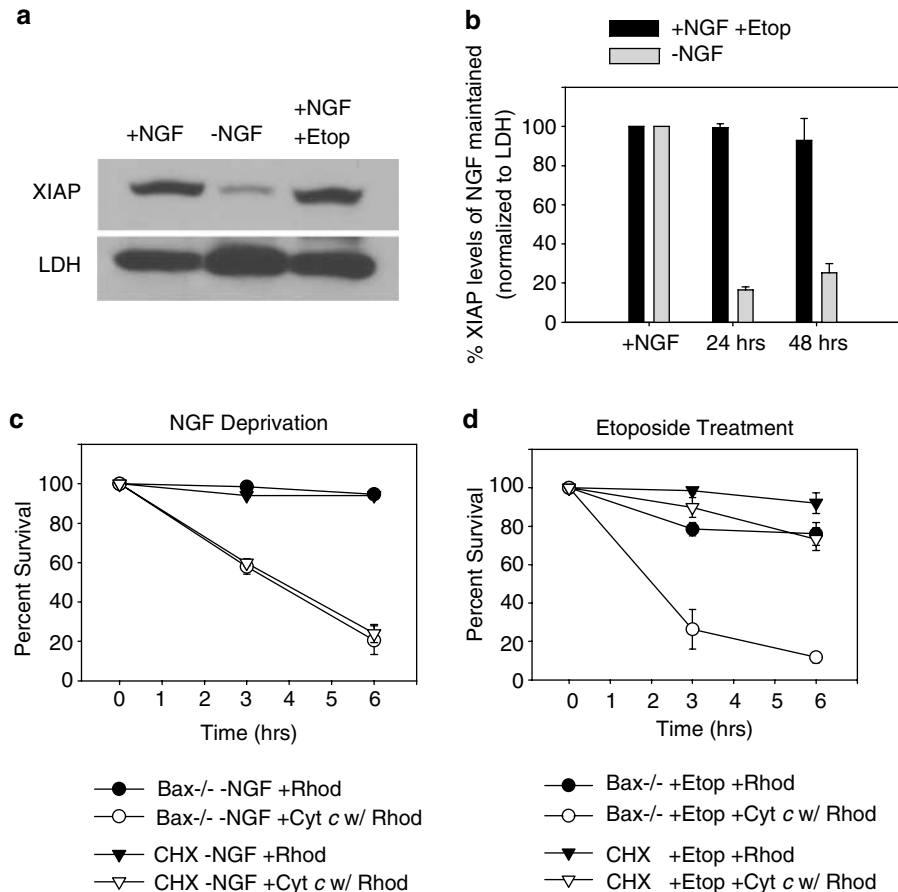 a
+NGF -NGF +NGF +Etop
XIAP
LDH
b
+NGF +Etop
-NGF
% XIAP levels of NGF maintained
(normalized to LDH)
100
80
60
40
20
0
+NGF 24 hrs 48 hrs
c
NGF Deprivation
Percent Survival
100
80
60
40
20
0
0 1 2 3 4 5 6
Time (hrs)
Bax-/- -NGF +Rhod
Bax-/- -NGF +Cyt c w/ Rhod
CHX -NGF +Rhod
CHX -NGF +Cyt c w/ Rhod
d
Etoposide Treatment
Percent Survival
100
80
60
40
20
0
0 1 2 3 4 5 6
Time (hrs)
Bax-/- +Etop +Rhod
Bax-/- +Etop +Cyt c w/ Rhod
CHX +Etop +Rhod
CHX +Etop +Cyt c w/ Rhod